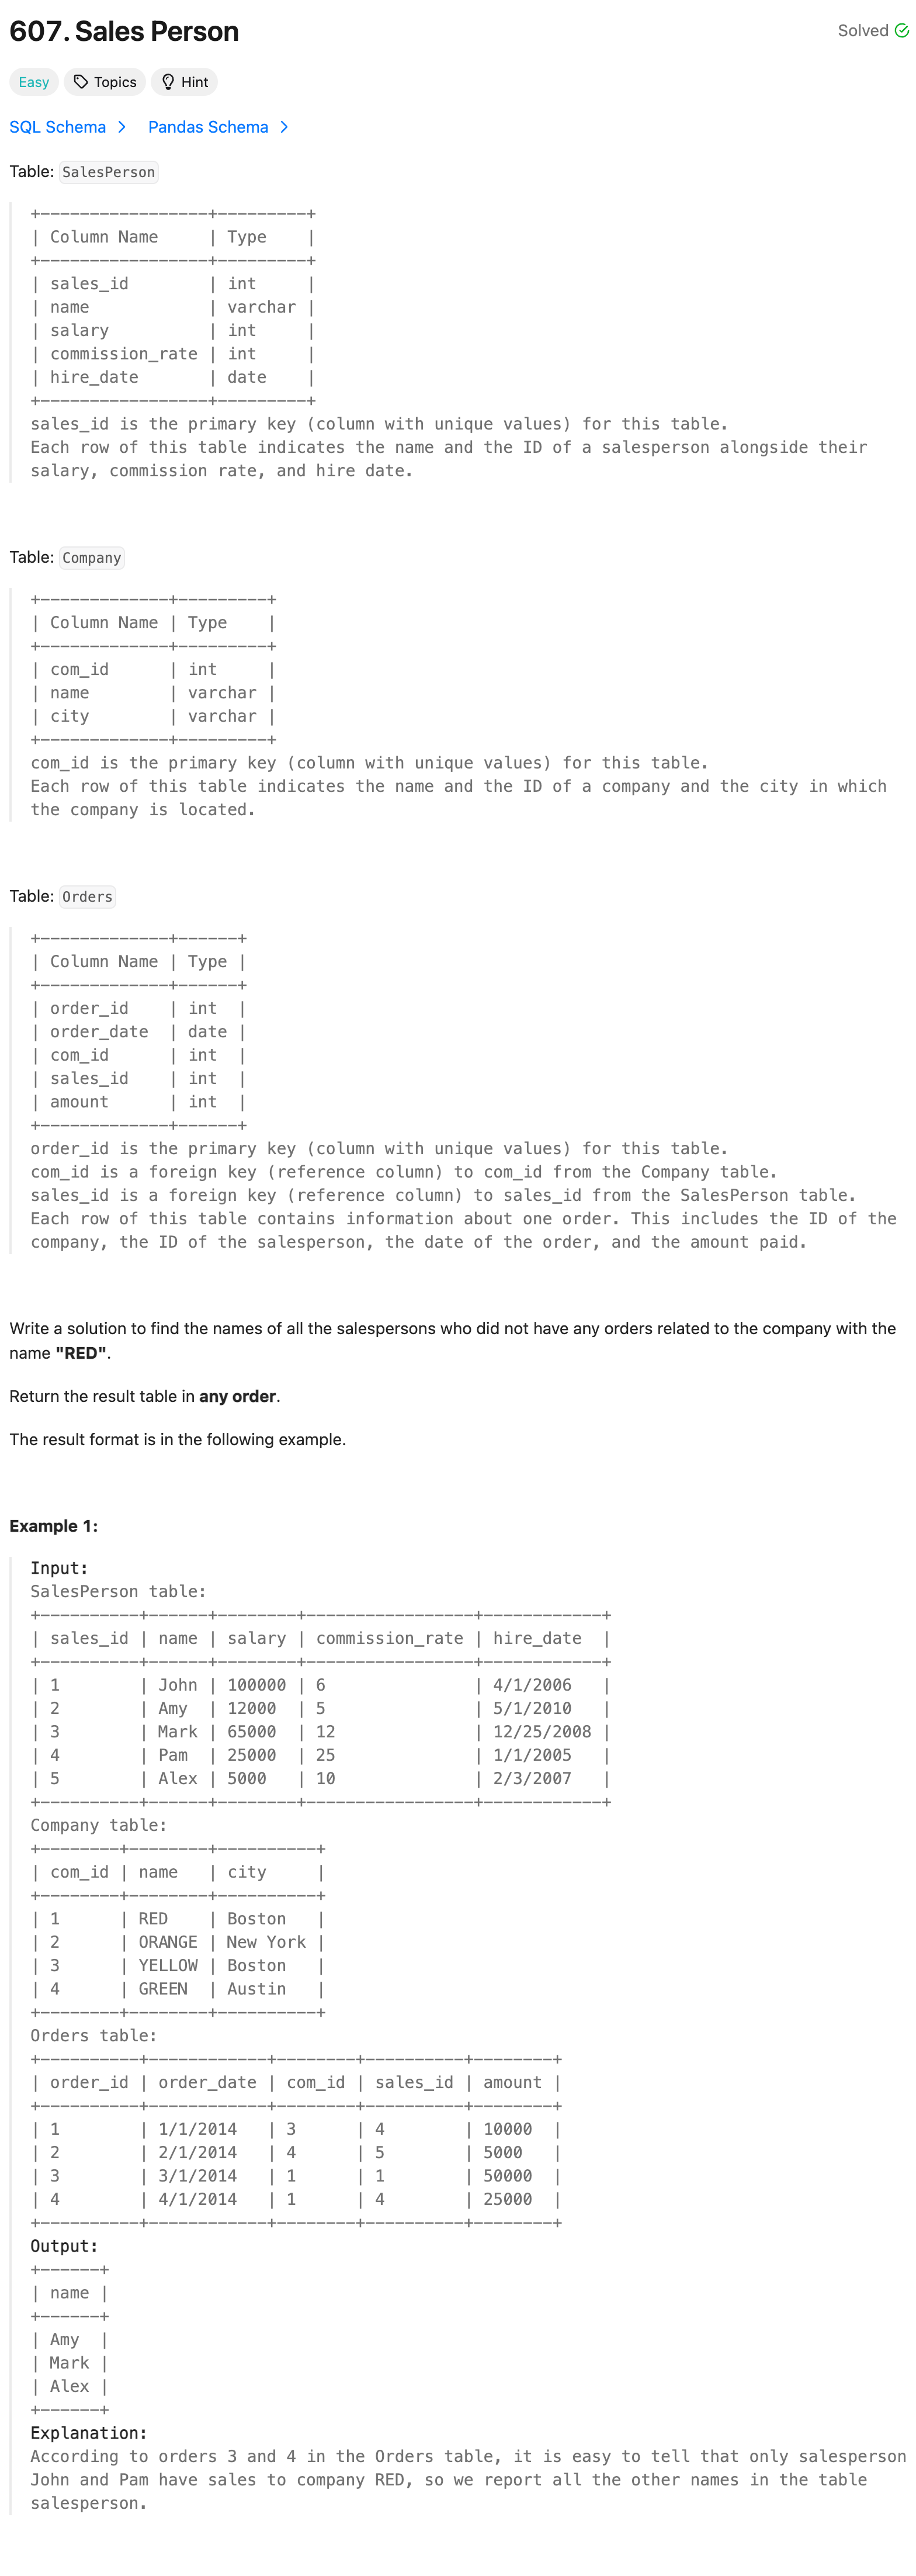 607. Sales Person
Solved
Easy Topics Hint
SQL Schema > Pandas Schema >
Table: SalesPerson
+-----------------+---------+
| Column Name     | Type    |
+-----------------+---------+
| sales_id        | int     |
| name            | varchar |
| salary          | int     |
| commission_rate | int     |
| hire_date       | date    |
+-----------------+---------+
sales_id is the primary key (column with unique values) for this table.
Each row of this table indicates the name and the ID of a salesperson alongside their
salary, commission rate, and hire date.
Table: Company
+-------------+---------+
| Column Name | Type    |
+-------------+---------+
| com_id      | int     |
| name        | varchar |
| city        | varchar |
+-------------+---------+
com_id is the primary key (column with unique values) for this table.
Each row of this table indicates the name and the ID of a company and the city in which
the company is located.
Table: Orders
+-------------+------+
| Column Name | Type |
+-------------+------+
| order_id    | int  |
| order_date  | date |
| com_id      | int  |
| sales_id    | int  |
| amount      | int  |
+-------------+------+
order_id is the primary key (column with unique values) for this table.
com_id is a foreign key (reference column) to com_id from the Company table.
sales_id is a foreign key (reference column) to sales_id from the SalesPerson table.
Each row of this table contains information about one order. This includes the ID of the
company, the ID of the salesperson, the date of the order, and the amount paid.
Write a solution to find the names of all the salespersons who did not have any orders related to the company with the
name "RED".
Return the result table in any order.
The result format is in the following example.
Example 1:
Input:
SalesPerson table:
+----------+------+--------+-----------------+------------+
| sales_id | name | salary | commission_rate | hire_date  |
+----------+------+--------+-----------------+------------+
| 1        | John | 100000 | 6               | 4/1/2006   |
| 2        | Amy  | 12000  | 5               | 5/1/2010   |
| 3        | Mark | 65000  | 12              | 12/25/2008 |
| 4        | Pam  | 25000  | 25              | 1/1/2005   |
| 5        | Alex | 5000   | 10              | 2/3/2007   |
+----------+------+--------+-----------------+------------+
Company table:
+--------+--------+----------+
| com_id | name   | city     |
+--------+--------+----------+
| 1      | RED    | Boston   |
| 2      | ORANGE | New York |
| 3      | YELLOW | Boston   |
| 4      | GREEN  | Austin   |
+--------+--------+----------+
Orders table:
+----------+------------+--------+----------+--------+
| order_id | order_date | com_id | sales_id | amount |
+----------+------------+--------+----------+--------+
| 1        | 1/1/2014   | 3      | 4        | 10000  |
| 2        | 2/1/2014   | 4      | 5        | 5000   |
| 3        | 3/1/2014   | 1      | 1        | 50000  |
| 4        | 4/1/2014   | 1      | 4        | 25000  |
+----------+------------+--------+----------+--------+
Output:
+------+
| name |
+------+
| Amy  |
| Mark |
| Alex |
+------+
Explanation:
According to orders 3 and 4 in the Orders table, it is easy to tell that only salesperson
John and Pam have sales to company RED, so we report all the other names in the table
salesperson.